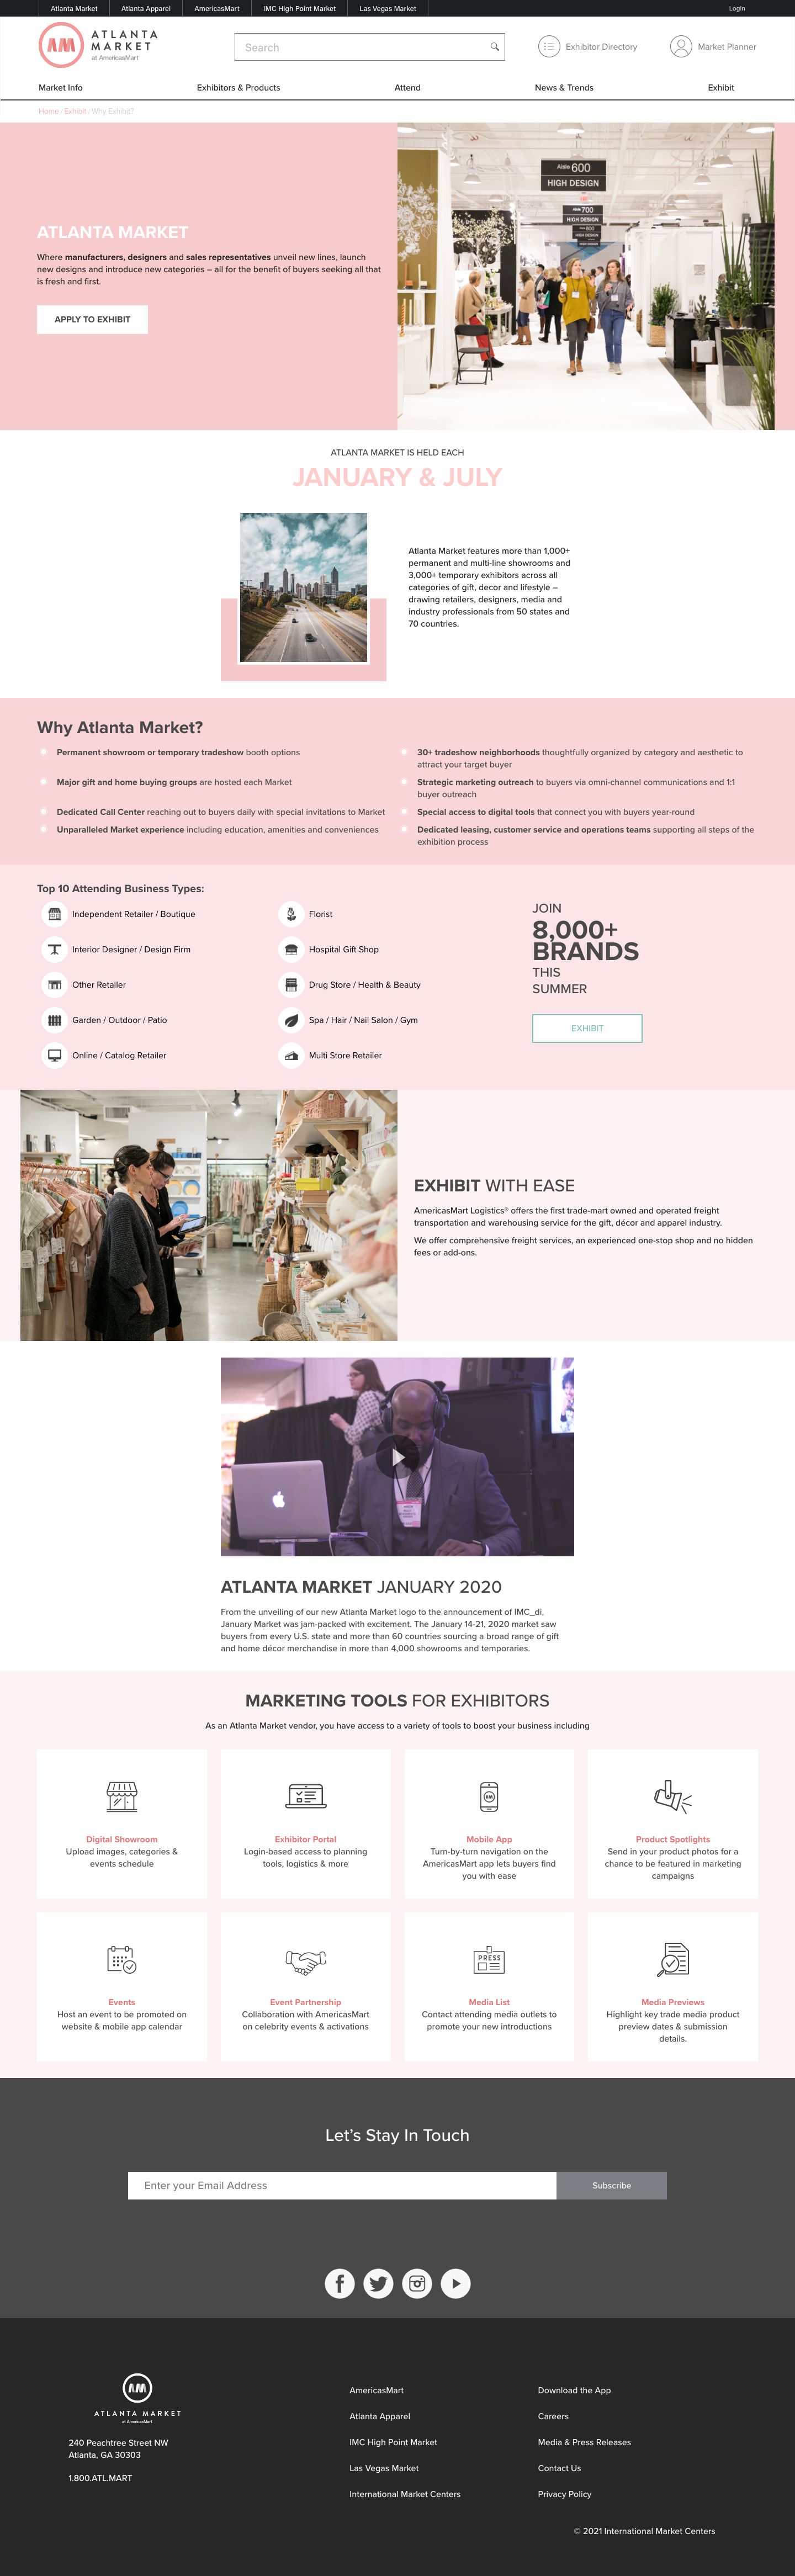 Atlanta Market
Atlanta Apparel
AmericasMart
IMC High Point Market
Las Vegas Market
Login
AM
ATLANTA
MARKET
at AmericasMart
Search
Exhibitor Directory
Market Planner
Market Info
Exhibitors & Products
Attend
News & Trends
Exhibit
Home / Exhibit / Why Exhibit?
ATLANTA MARKET
Where manufacturers, designers and sales representatives unveil new lines, launch
new designs and introduce new categories – all for the benefit of buyers seeking all that
is fresh and first.
APPLY TO EXHIBIT
Aisle 600
HIGH DESIGN
Aisle 700
HIGH DESIGN
800
HIGH DESIGN
ATLANTA MARKET IS HELD EACH
JANUARY & JULY
Atlanta Market features more than 1,000+
permanent and multi-line showrooms and
3,000+ temporary exhibitors across all
categories of gift, decor and lifestyle –
drawing retailers, designers, media and
industry professionals from 50 states and
70 countries.
Why Atlanta Market?
Permanent showroom or temporary tradeshow booth options
Major gift and home buying groups are hosted each Market
Dedicated Call Center reaching out to buyers daily with special invitations to Market
Unparalleled Market experience including education, amenities and conveniences
30+ tradeshow neighborhoods thoughtfully organized by category and aesthetic to
attract your target buyer
Strategic marketing outreach to buyers via omni-channel communications and 1:1
buyer outreach
Special access to digital tools that connect you with buyers year-round
Dedicated leasing, customer service and operations teams supporting all steps of the
exhibition process
Top 10 Attending Business Types:
Independent Retailer / Boutique
Interior Designer / Design Firm
Other Retailer
Garden / Outdoor / Patio
Online / Catalog Retailer
Florist
Hospital Gift Shop
Drug Store / Health & Beauty
Spa / Hair / Nail Salon / Gym
Multi Store Retailer
JOIN
8,000+
BRANDS
THIS
SUMMER
EXHIBIT
EXHIBIT WITH EASE
AmericasMart Logistics® offers the first trade-mart owned and operated freight
transportation and warehousing service for the gift, décor and apparel industry.
We offer comprehensive freight services, an experienced one-stop shop and no hidden
fees or add-ons.
ATLANTA MARKET JANUARY 2020
From the unveiling of our new Atlanta Market logo to the announcement of IMC_di,
January Market was jam-packed with excitement. The January 14-21, 2020 market saw
buyers from every U.S. state and more than 60 countries sourcing a broad range of gift
and home décor merchandise in more than 4,000 showrooms and temporaries.
MARKETING TOOLS FOR EXHIBITORS
As an Atlanta Market vendor, you have access to a variety of tools to boost your business including
Digital Showroom
Upload images, categories &
events schedule
Exhibitor Portal
Login-based access to planning
tools, logistics & more
AM
Mobile App
Turn-by-turn navigation on the
AmericasMart app lets buyers find
you with ease
Product Spotlights
Send in your product photos for a
chance to be featured in marketing
campaigns
Events
Host an event to be promoted on
website & mobile app calendar
Event Partnership
Collaboration with AmericasMart
on celebrity events & activations
PRESS
Media List
Contact attending media outlets to
promote your new introductions
Media Previews
Highlight key trade media product
preview dates & submission
details.
Let's Stay In Touch
Enter your Email Address
Subscribe
AM
ATLANTA MARKET
at AmericasMart
240 Peachtree Street NW
Atlanta, GA 30303
1.800.ATL.MART
AmericasMart
Atlanta Apparel
IMC High Point Market
Las Vegas Market
International Market Centers
Download the App
Careers
Media & Press Releases
Contact Us
Privacy Policy
© 2021 International Market Centers